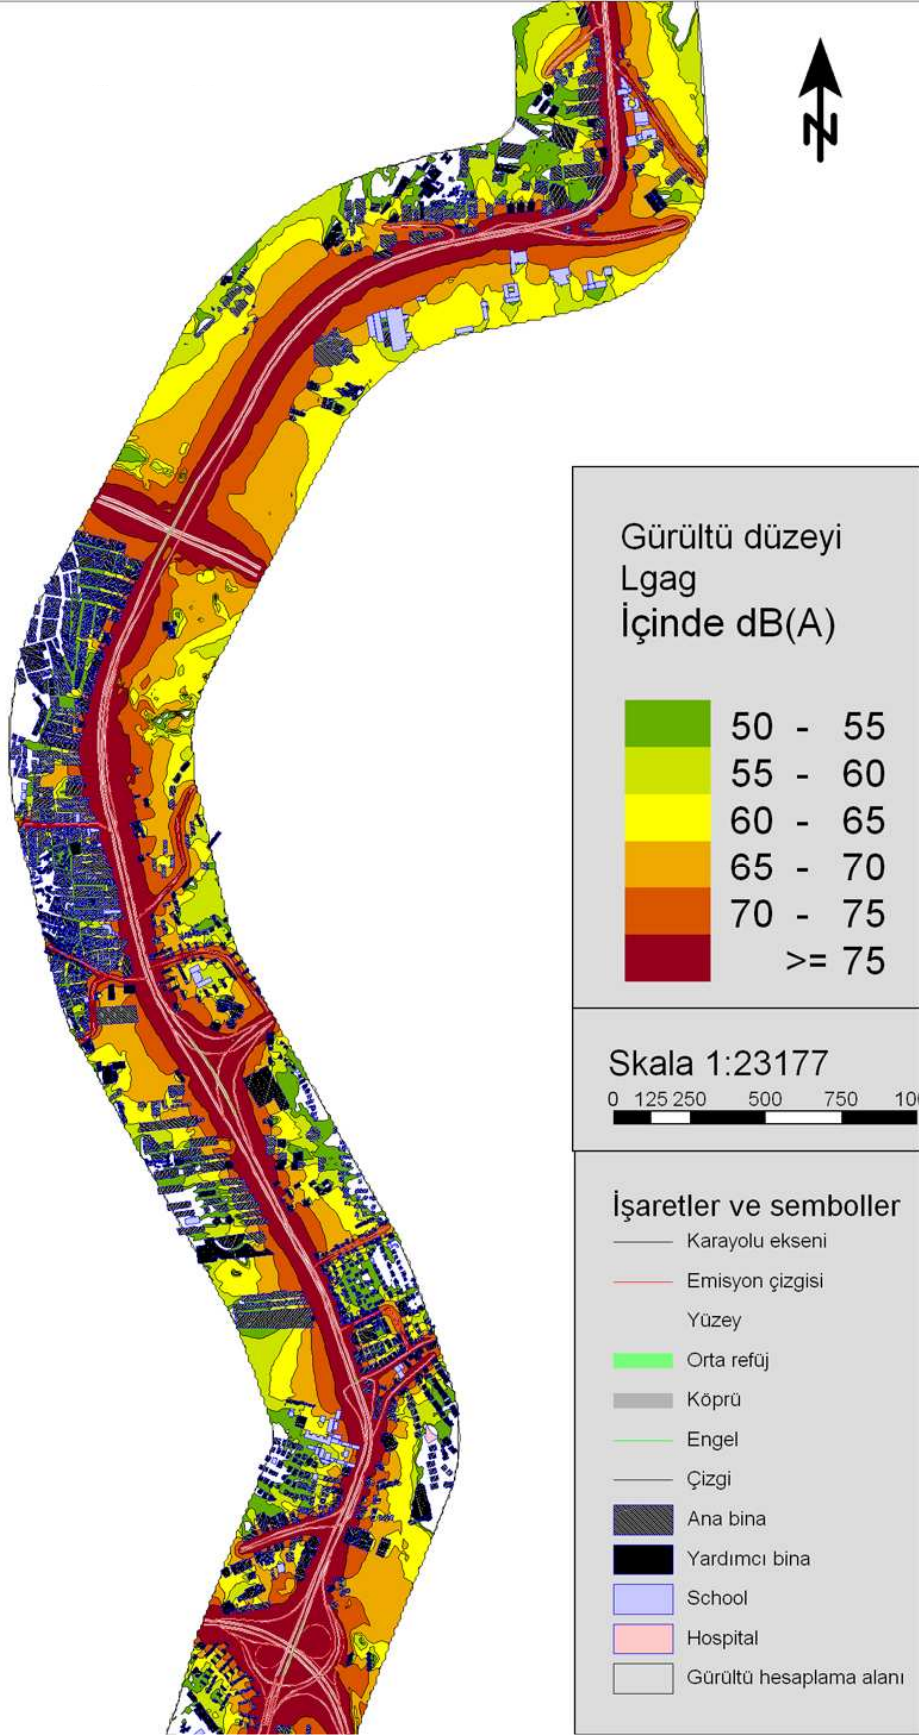 N
Gürültü düzeyi
Lgag
İçinde dB(A)
50 - 55
55 - 60
60 - 65
65 - 70
70 - 75
>= 75
Skala 1:23177
0 125 250 500 750 100
İşaretler ve semboller
Karayolu ekseni
Emisyon çizgisi
Yüzey
Orta refüj
Köprü
Engel
Çizgi
Ana bina
Yardımcı bina
School
Hospital
Gürültü hesaplama alanı